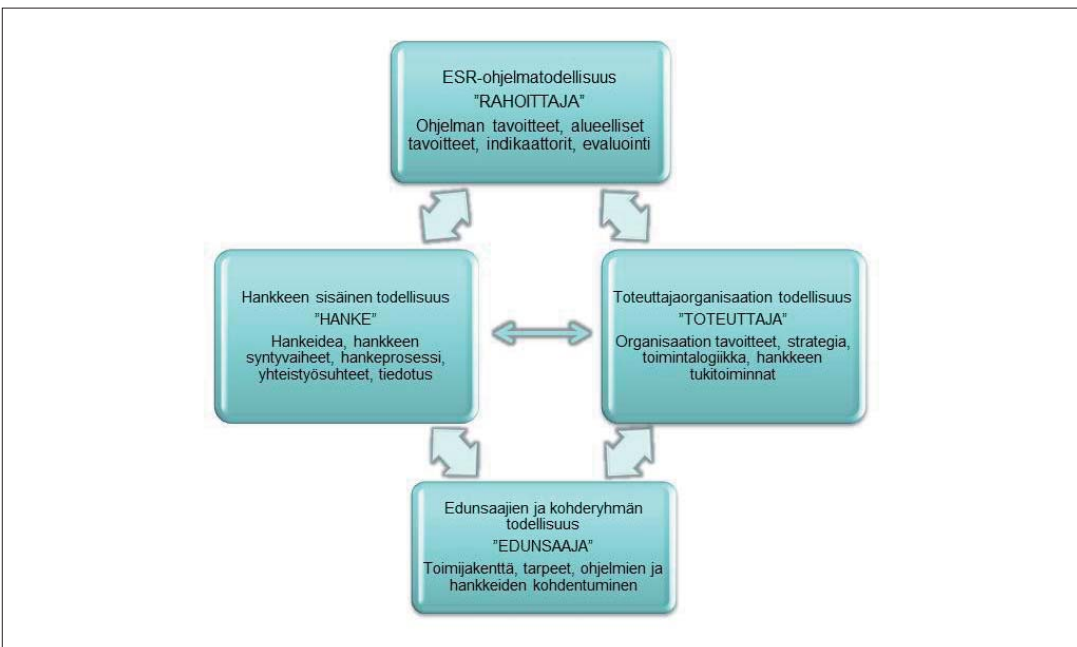 ESR-ohjelmatodellisuus
"RAHOITTAJA"
Ohjelman tavoitteet, alueelliset
tavoitteet, indikaattorit, evaluointi
Hankkeen sisäinen todellisuus
"HANKE"
Hankeidea, hankkeen
syntyvaiheet, hankeprosessi,
yhteistyösuhteet, tiedotus
Toteuttajaorganisaation todellisuus
"TOTEUTTAJA"
Organisaation tavoitteet, strategia,
toimintalogiikka, hankkeen
tukitoiminnat
Edunsaajien ja kohderyhmän
todellisuus
"EDUNSAAJA"
Toimijakenttä, tarpeet, ohjelmien ja
hankkeiden kohdentuminen